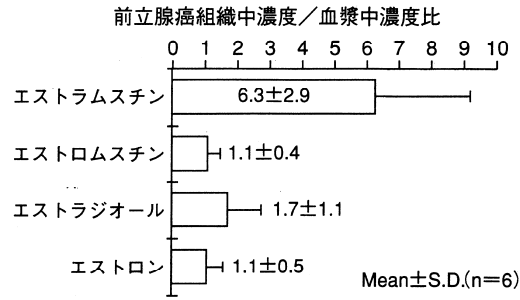 前立腺癌組織中濃度／血漿中濃度比
0 1 2 3 4 5 6 7 8 9 10
エストラムスチン 6.3±2.9
エストロムスチン 1.1±0.4
エストラジオール 1.7±1.1
エストロン 1.1±0.5
Mean±S.D.(n=6)